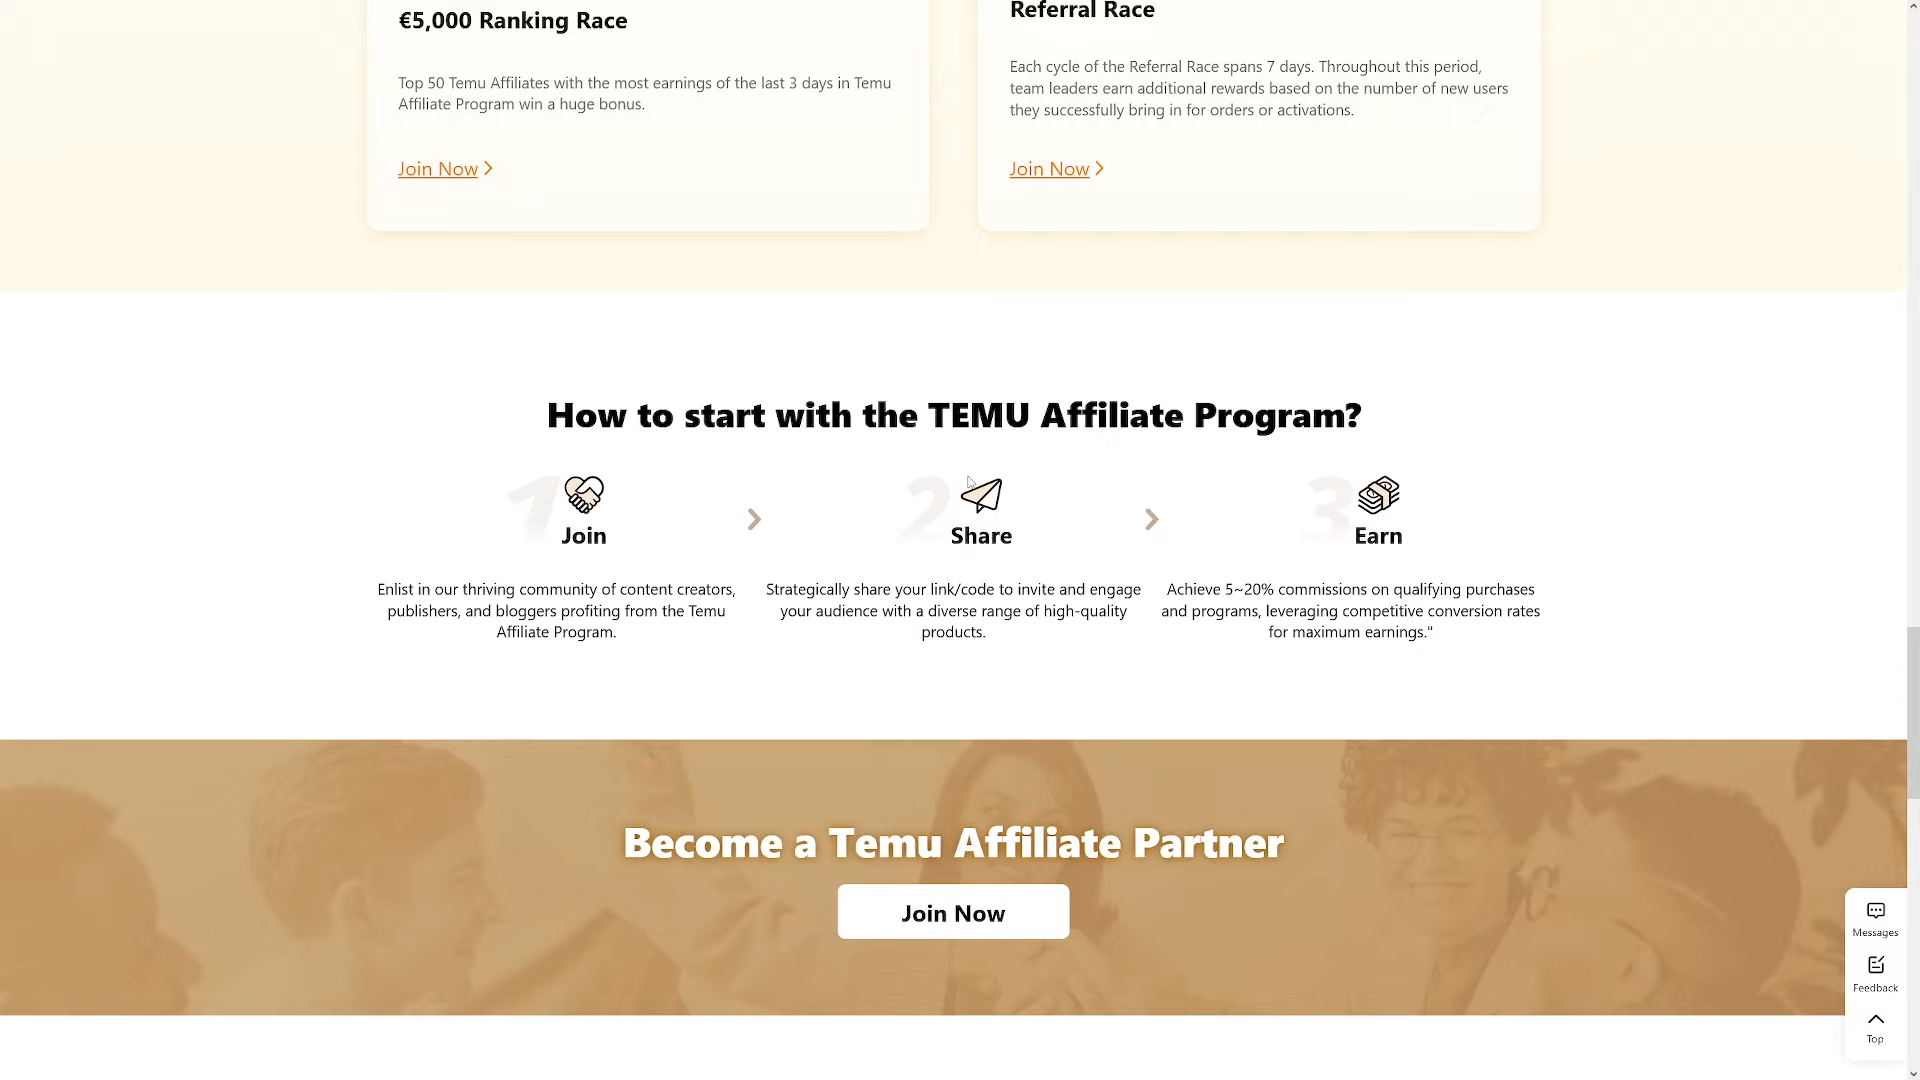 €5,000 Ranking Race
Top 50 Temu Affiliates with the most earnings of the last 3 days in Temu
Affiliate Program win a huge bonus.
Join Now
Referral Race
Each cycle of the Referral Race spans 7 days. Throughout this period,
team leaders earn additional rewards based on the number of new users
they successfully bring in for orders or activations.
Join Now
How to start with the TEMU Affiliate Program?
1
Join
Enlist in our thriving community of content creators,
publishers, and bloggers profiting from the Temu
Affiliate Program.
2
Share
Strategically share your link/code to invite and engage
your audience with a diverse range of high-quality
products.
3
Earn
Achieve 5~20% commissions on qualifying purchases
and programs, leveraging competitive conversion rates
for maximum earnings."
Become a Temu Affiliate Partner
Join Now
Messages
Feedback
Top